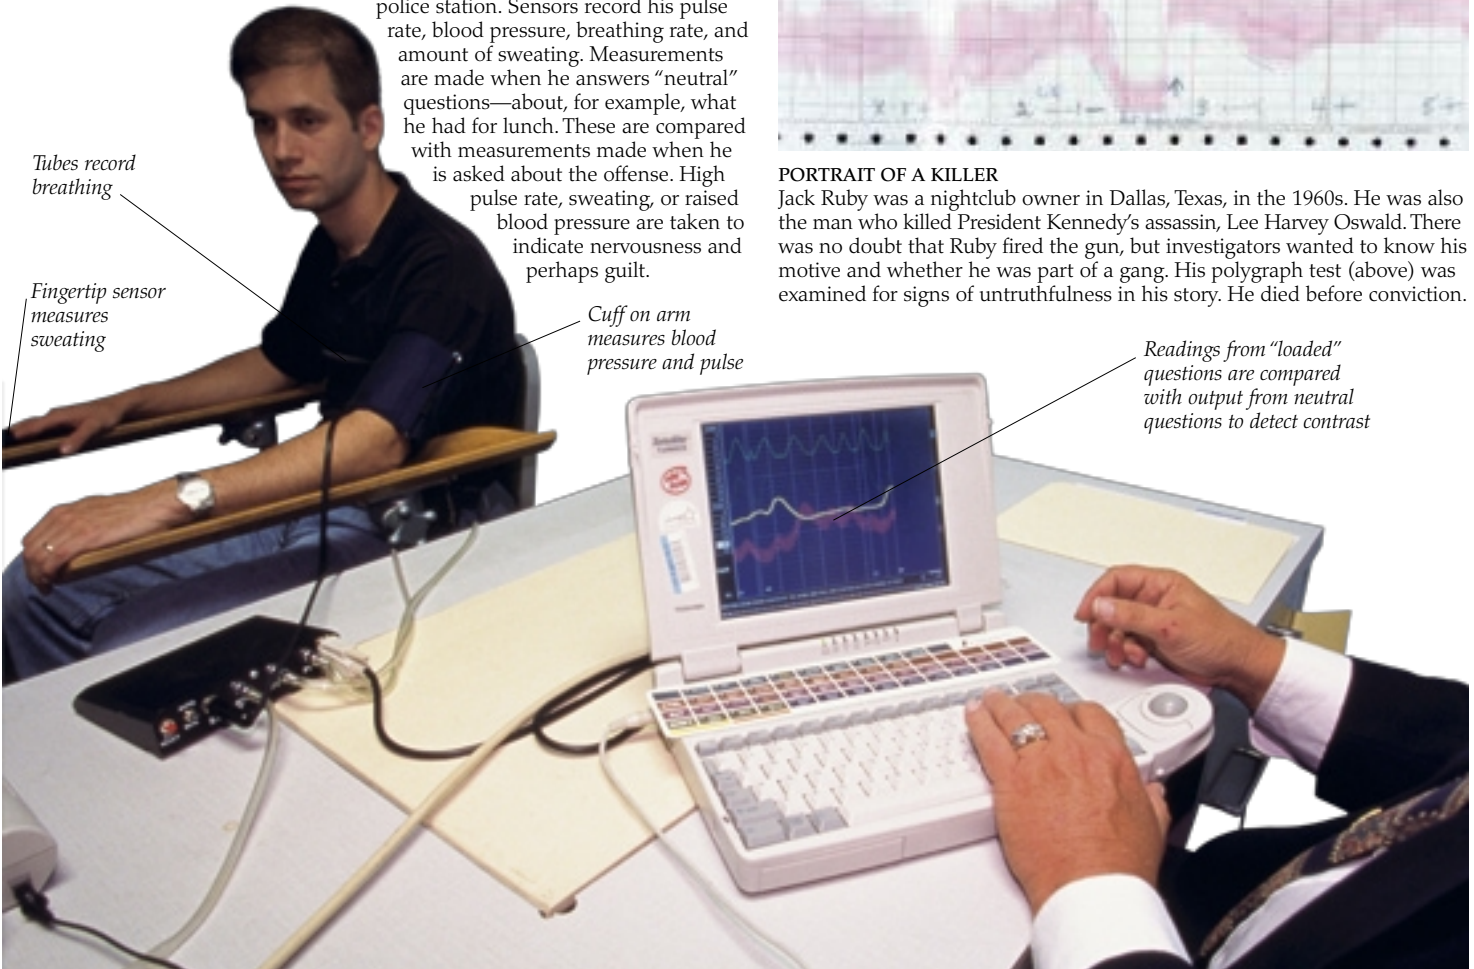 police station. Sensors record his pulse
rate, blood pressure, breathing rate, and
amount of sweating. Measurements
are made when he answers “neutral”
questions—about, for example, what
he had for lunch. These are compared
with measurements made when he
is asked about the offense. High
pulse rate, sweating, or raised
blood pressure are taken to
indicate nervousness and
perhaps guilt.
Tubes record
breathing
Fingertip sensor
measures
sweating
Cuff on arm
measures blood
pressure and pulse
PORTRAIT OF A KILLER
Jack Ruby was a nightclub owner in Dallas, Texas, in the 1960s. He was also
the man who killed President Kennedy’s assassin, Lee Harvey Oswald. There
was no doubt that Ruby fired the gun, but investigators wanted to know his
motive and whether he was part of a gang. His polygraph test (above) was
examined for signs of untruthfulness in his story. He died before conviction.
Readings from “loaded”
questions are compared
with output from neutral
questions to detect contrast